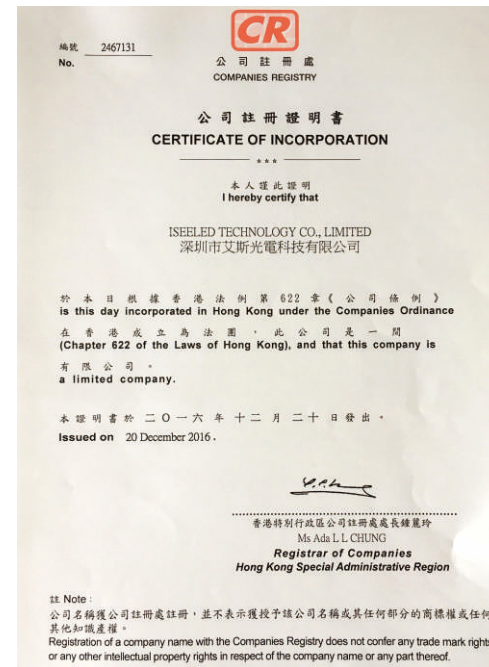 CR
編號 2467131
No.
公司註冊處
COMPANIES REGISTRY
公司註冊證明書
CERTIFICATE OF INCORPORATION
***
本人謹此證明
I hereby certify that
ISEELED TECHNOLOGY CO., LIMITED
深圳市艾斯光電科技有限公司
於本日根據香港法例第622章《公司條例》
is this day incorporated in Hong Kong under the Companies Ordinance
在香港成立為法團，此公司是一間
(Chapter 622 of the Laws of Hong Kong), and that this company is
有限公司。
a limited company.
本證明書於二〇一六年十二月二十日發出。
Issued on 20 December 2016.
香港特別行政區公司註冊處處長鍾麗玲
Ms Ada L L CHUNG
Registrar of Companies
Hong Kong Special Administrative Region
註 Note:
公司名稱獲公司註冊處註冊，並不表示獲授予該公司名稱或其任何部分的商標權或任何
其他知識產權。
Registration of a company name with the Companies Registry does not confer any trade mark rights
or any other intellectual property rights in respect of the company name or any part thereof.